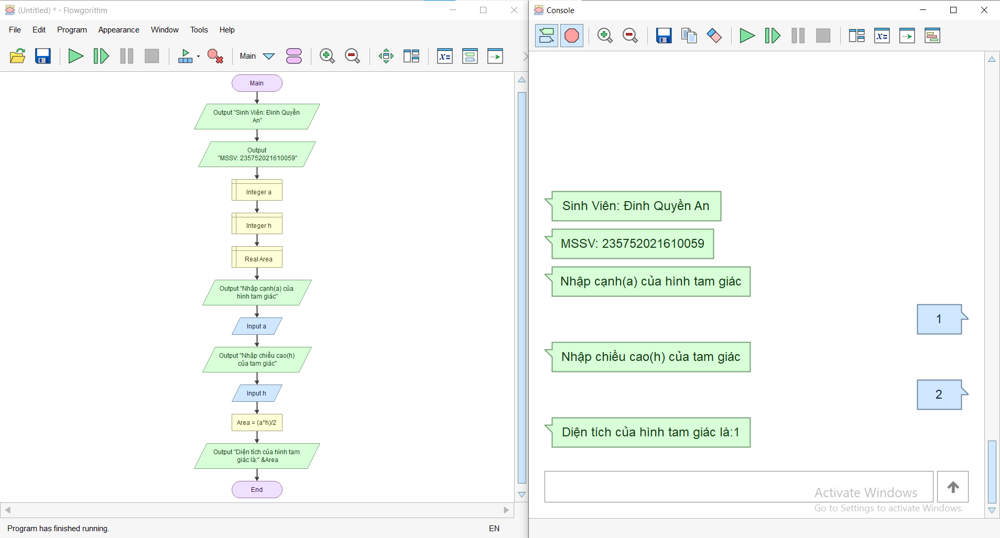 (Untitled) * - Flowgorithm
File Edit Program Appearance Window Tools Help
Main
x=
Main
Output "Sinh Viên: Đinh Quyền
An"
Output
"MSSV: 235752021610059"
Integer a
Integer h
Real Area
Output "Nhập cạnh(a) của
hình tam giác"
Input a
Output "Nhập chiều cao(h)
của tam giác"
Input h
Area = (a*h)/2
Output "Diện tích của hình tam
giác là:" &Area
End
Program has finished running.
EN
Console
x=
Sinh Viên: Đinh Quyền An
MSSV: 235752021610059
Nhập cạnh(a) của hình tam giác
1
Nhập chiều cao(h) của tam giác
2
Diện tích của hình tam giác là:1
Activate Windows
Go to Settings to activate Windows.